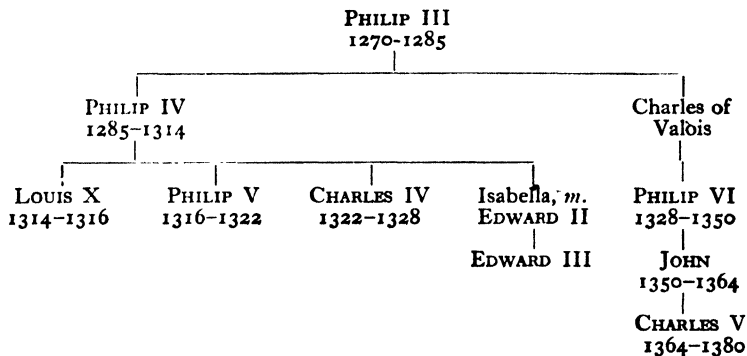 PHILIP III
1270-1285
PHILIP IV
1285–1314
Charles of
Valois
LOUIS X
1314–1316
PHILIP V
1316–1322
CHARLES IV
1322–1328
Isabella, m.
EDWARD II
PHILIP VI
1328–1350
EDWARD III
JOHN
1350–1364
CHARLES V
1364–1380